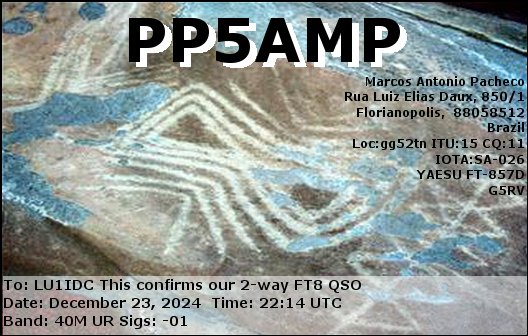 PP5AMP
Marcos Antonio Pacheco
Rua Luiz Elias Daux, 850/1
Florianopolis, 88058512
Brazil
Loc:gg52tn ITU:15 CQ:11
IOTA:SA-026
YAESU FT-857D
G5RV
To: LU1IDC This confirms our 2-way FT8 QSO
Date: December 23, 2024 Time: 22:14 UTC
Band: 40M UR Sigs: -01